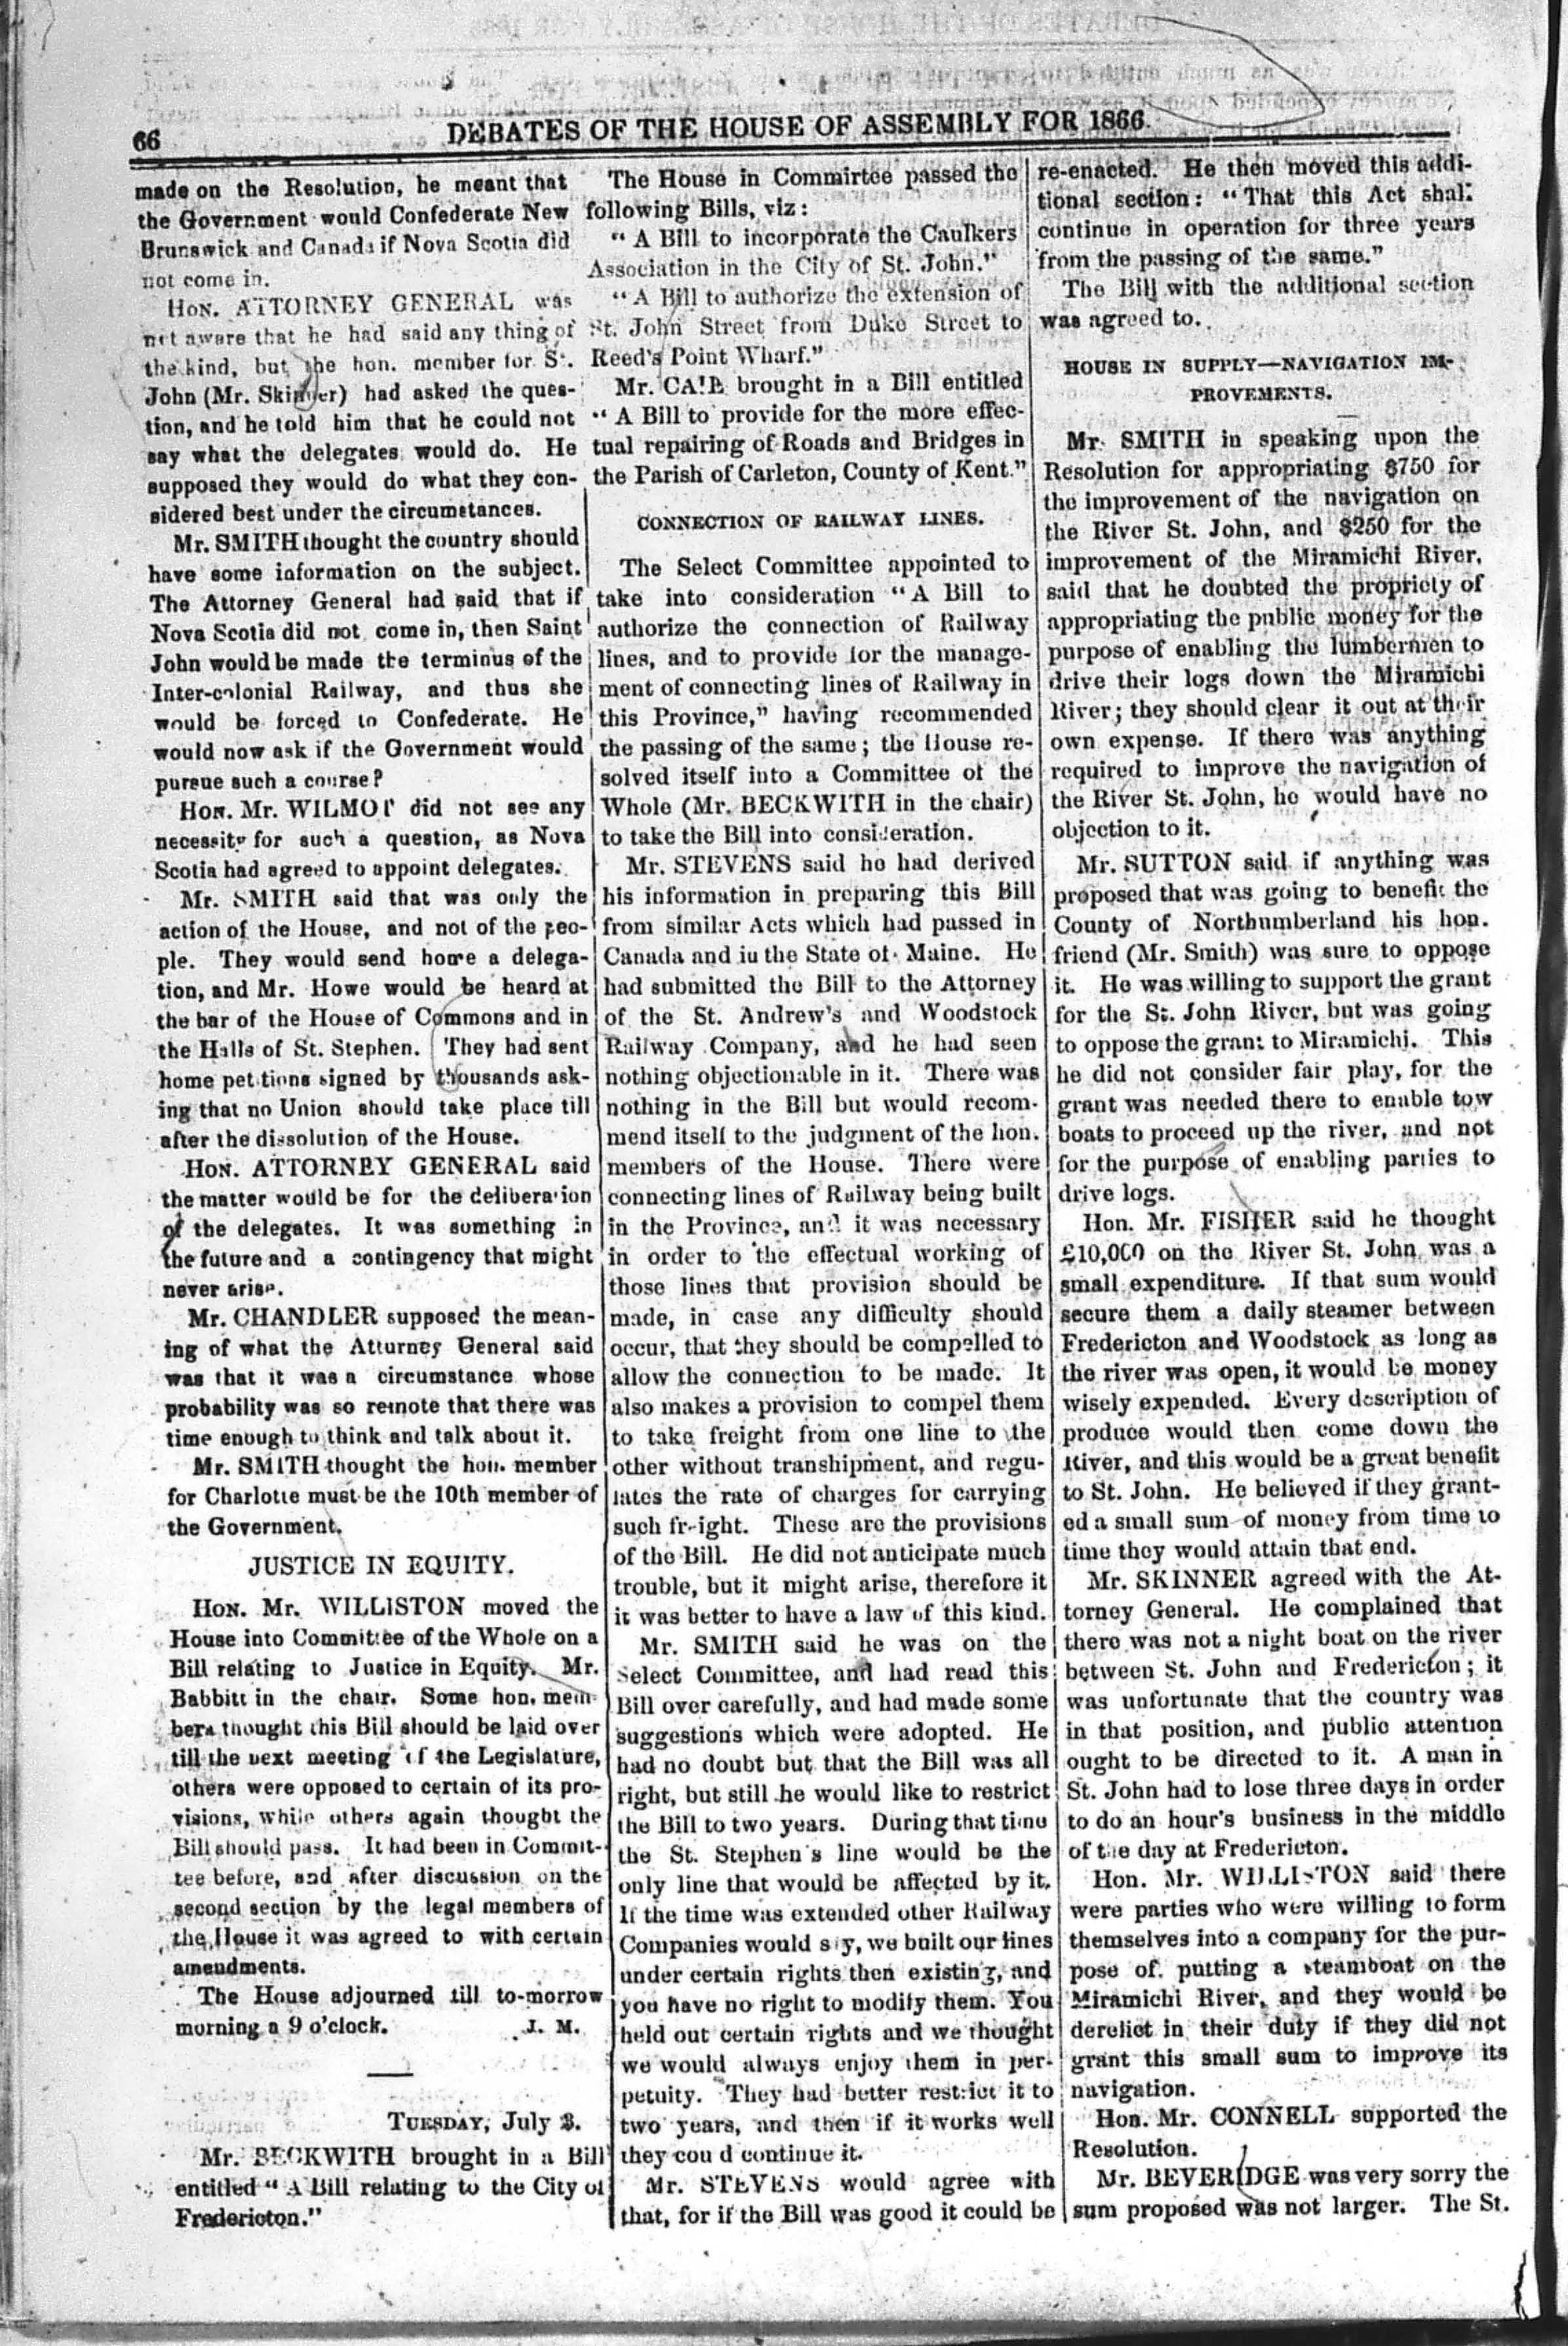 66
DEBATES OF THE HOUSE OF ASSEMBLY FOR 1866.
made on the Resolution, he meant that
the Government would Confederate New
Brunswick and Canada if Nova Scotia did
not come in.
HON. ATTORNEY GENERAL was
not aware that he had said any thing of
the kind, but the hon. member for St.
John (Mr. Skinner) had asked the ques-
tion, and he told him that he could not
say what the delegates would do. He
supposed they would do what they con-
sidered best under the circumstances.
Mr. SMITH thought the country should
have some information on the subject.
The Attorney General had said that if
Nova Scotia did not come in, then Saint
John would be made the terminus of the
Inter-colonial Railway, and thus she
would be forced to Confederate. He
would now ask if the Government would
pursue such a course?
HON. Mr. WILMOT did not see any
necessity for such a question, as Nova
Scotia had agreed to appoint delegates.
Mr. SMITH said that was only the
action of the House, and not of the peo-
ple. They would send home a delega-
tion, and Mr. Howe would be heard at
the bar of the House of Commons and in
the Halls of St. Stephen. They had sent
home petitions signed by thousands ask-
ing that no Union should take place till
after the dissolution of the House.
HON. ATTORNEY GENERAL said
the matter would be for the deliberation
of the delegates. It was something in
the future and a contingency that might
never arise.
Mr. CHANDLER supposed the mean-
ing of what the Attorney General said
was that it was a circumstance whose
probability was so remote that there was
time enough to think and talk about it.
Mr. SMITH thought the hon. member
for Charlotte must be the 10th member of
the Government.
JUSTICE IN EQUITY.
HON. Mr. WILLISTON moved the
House into Committee of the Whole on a
Bill relating to Justice in Equity. Mr.
Babbitt in the chair. Some hon. mem-
bers thought this Bill should be laid over
till the next meeting of the Legislature,
others were opposed to certain of its pro-
visions, while others again thought the
Bill should pass. It had been in Commit-
tee before, and after discussion on the
second section by the legal members of
the House it was agreed to with certain
amendments.
The House adjourned till to-morrow
morning a 9 o'clock. J. M.
TUESDAY, July 3.
Mr. BECKWITH brought in a Bill
entitled "A Bill relating to the City of
Fredericton."
The House in Commirtee passed the
following Bills, viz:
"A Bill to incorporate the Caulkers
Association in the City of St. John."
"A Bill to authorize the extension of
St. John Street from Duke Street to
Reed's Point Wharf."
Mr. CAIE brought in a Bill entitled
"A Bill to provide for the more effec-
tual repairing of Roads and Bridges in
the Parish of Carleton, County of Kent."
CONNECTION OF RAILWAY LINES.
The Select Committee appointed to
take into consideration "A Bill to
authorize the connection of Railway
lines, and to provide for the manage-
ment of connecting lines of Railway in
this Province," having recommended
the passing of the same; the House re-
solved itself into a Committee of the
Whole (Mr. BECKWITH in the chair)
to take the Bill into consideration.
Mr. STEVENS said he had derived
his information in preparing this Bill
from similar Acts which had passed in
Canada and iu the State of Maine. He
had submitted the Bill to the Attorney
of the St. Andrew's and Woodstock
Railway Company, and he had seen
nothing objectionable in it. There was
nothing in the Bill but would recom-
mend itself to the judgment of the hon.
members of the House. There were
connecting lines of Railway being built
in the Province, and it was necessary
in order to the effectual working of
those lines that provision should be
made, in case any difficulty should
occur, that they should be compelled to
allow the connection to be made. It
also makes a provision to compel them
to take freight from one line to the
other without transhipment, and regu-
lates the rate of charges for carrying
such freight. These are the provisions
of the Bill. He did not anticipate much
trouble, but it might arise, therefore it
it was better to have a law of this kind.
Mr. SMITH said he was on the
Select Committee, and had read this
Bill over carefully, and had made some
suggestions which were adopted. He
had no doubt but that the Bill was all
right, but still he would like to restrict
the Bill to two years. During that time
the St. Stephen's line would be the
only line that would be affected by it.
If the time was extended other Railway
Companies would say, we built our lines
under certain rights then existing, and
you have no right to modify them. You
held out certain rights and we thought
we would always enjoy them in per-
petuity. They had better restrict it to
two years, and then if it works well
they cou d continue it.
Mr. STEVENS would agree with
that, for if the Bill was good it could be
re-enacted. He then moved this addi-
tional section: "That this Act shal.
continue in operation for three years
from the passing of the same."
The Bill with the additional section
was agreed to.
HOUSE IN SUPPLY—NAVIGATION IM-
PROVEMENTS.
Mr. SMITH in speaking upon the
Resolution for appropriating $750 for
the improvement of the navigation on
the River St. John, and $250 for the
improvement of the Miramichi River,
said that he doubted the propriety of
appropriating the public money for the
purpose of enabling the lumbermen to
drive their logs down the Miramichi
River; they should clear it out at their
own expense. If there was anything
required to improve the navigation of
the River St. John, he would have no
objection to it.
Mr. SUTTON said if anything was
proposed that was going to benefit the
County of Northumberland his hon.
friend (Mr. Smith) was sure to oppose
it. He was willing to support the grant
for the St. John River, but was going
to oppose the grant to Miramichi. This
he did not consider fair play, for the
grant was needed there to enable tow
boats to proceed up the river, and not
for the purpose of enabling parties to
drive logs.
Hon. Mr. FISHER said he thought
£10,000 on the River St. John was a
small expenditure. If that sum would
secure them a daily steamer between
Fredericton and Woodstock as long as
the river was open, it would be money
wisely expended. Every description of
produce would then come down the
River, and this would be a great benefit
to St. John. He believed if they grant-
ed a small sum of money from time to
time they would attain that end.
Mr. SKINNER agreed with the At-
torney General. He complained that
there was not a night boat on the river
between St. John and Fredericton; it
was unfortunate that the country was
in that position, and public attention
ought to be directed to it. A man in
St. John had to lose three days in order
to do an hour's business in the middle
of the day at Fredericton.
Hon. Mr. WILLISTON said there
were parties who were willing to form
themselves into a company for the pur-
pose of putting a steamboat on the
Miramichi River, and they would be
derelict in their duty if they did not
grant this small sum to improve its
navigation.
Hon. Mr. CONNELL supported the
Resolution.
Mr. BEVERIDGE was very sorry the
sum proposed was not larger. The St.